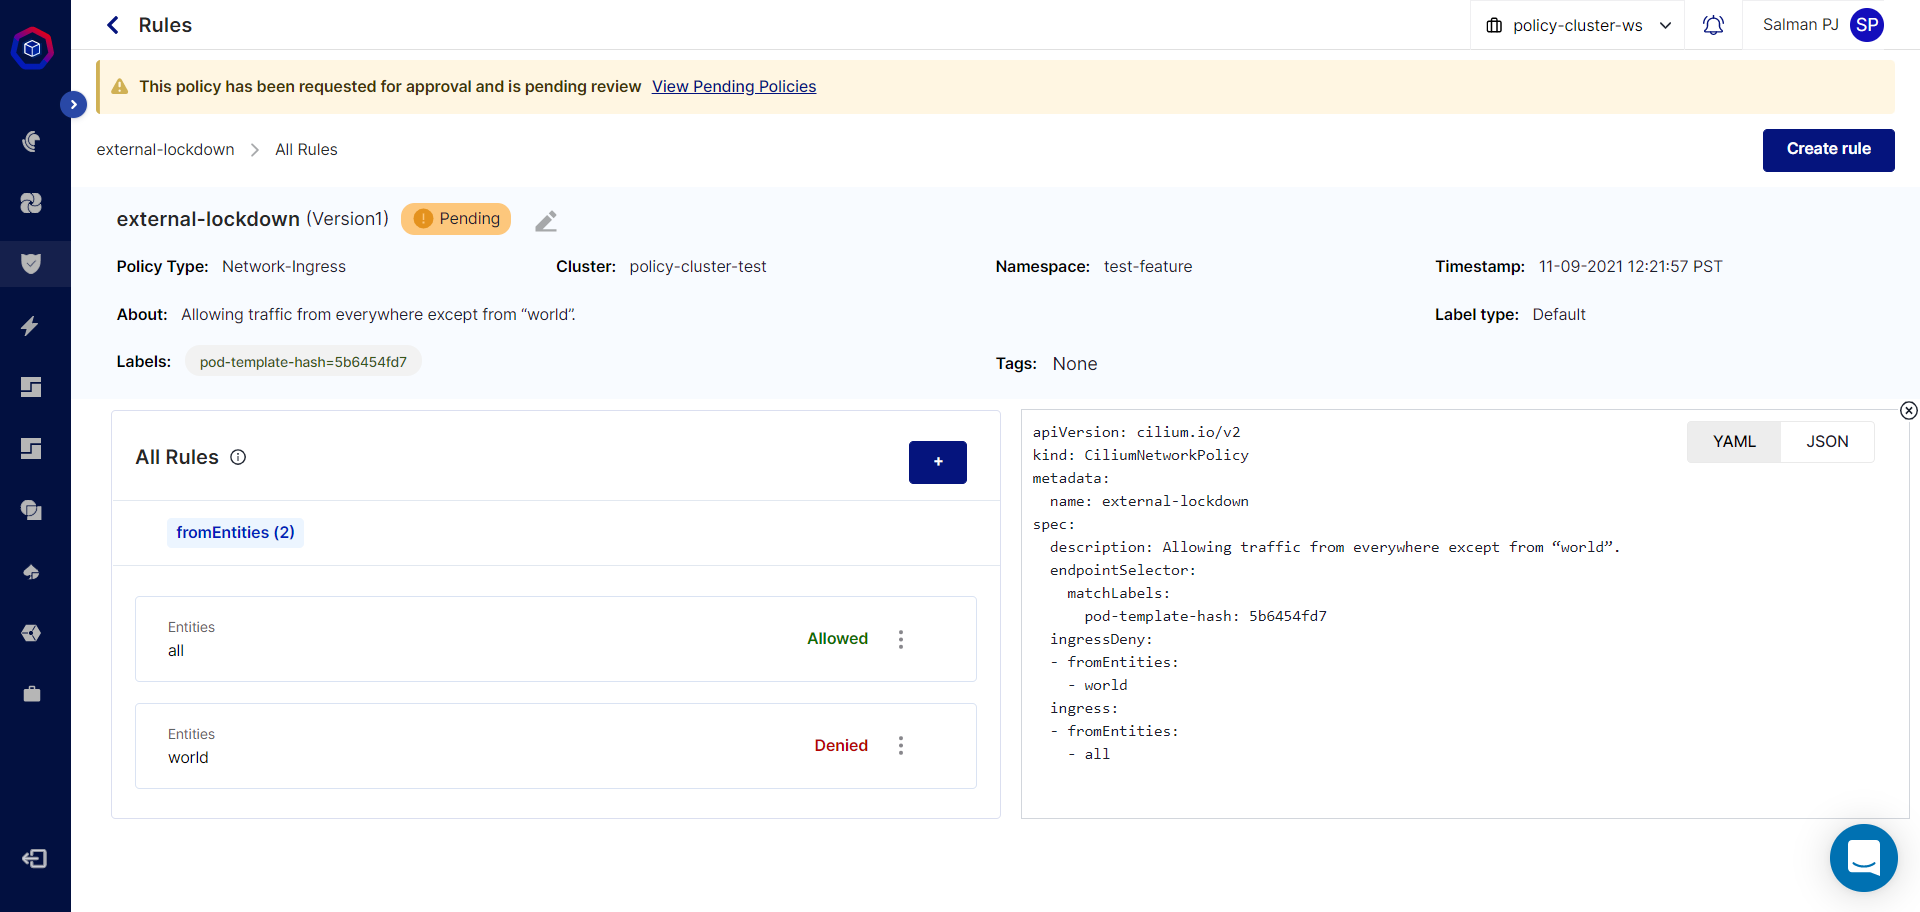 Rules
policy-cluster-ws
Salman PJ
SP
This policy has been requested for approval and is pending review View Pending Policies
external-lockdown > All Rules
Create rule
external-lockdown (Version1)
Pending
Policy Type: Network-Ingress
Cluster: policy-cluster-test
Namespace: test-feature
Timestamp: 11-09-2021 12:21:57 PST
About: Allowing traffic from everywhere except from “world”.
Label type: Default
Labels: pod-template-hash=5b6454fd7
Tags: None
All Rules
+
fromEntities (2)
Entities
all
Allowed
Entities
world
Denied
YAML
JSON
apiVersion: cilium.io/v2
kind: CiliumNetworkPolicy
metadata:
  name: external-lockdown
spec:
  description: Allowing traffic from everywhere except from “world”.
  endpointSelector:
    matchLabels:
      pod-template-hash: 5b6454fd7
  ingressDeny:
  - fromEntities:
    - world
  ingress:
  - fromEntities:
    - all